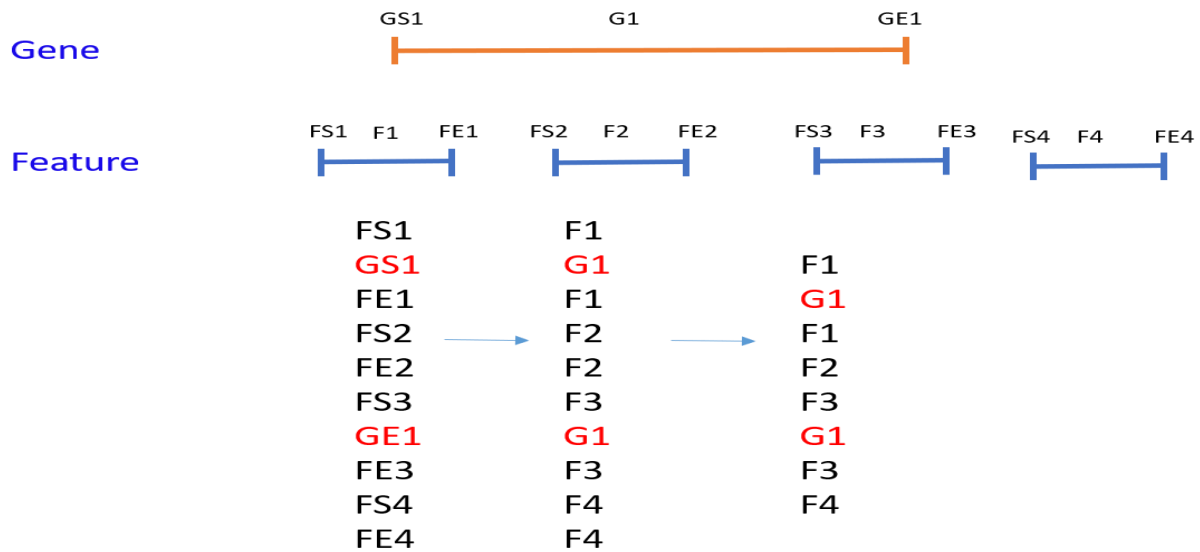 GS1 G1 GE1
Gene
FS1 F1 FE1 FS2 F2 FE2 FS3 F3 FE3 FS4 F4 FE4
Feature
FS1 F1
GS1 G1 F1
FE1 F1 G1
FS2 F2 F1
FE2 F2 F2
FS3 F3 F3
GE1 G1 G1
FE3 F3 F3
FS4 F4 F4
FE4 F4